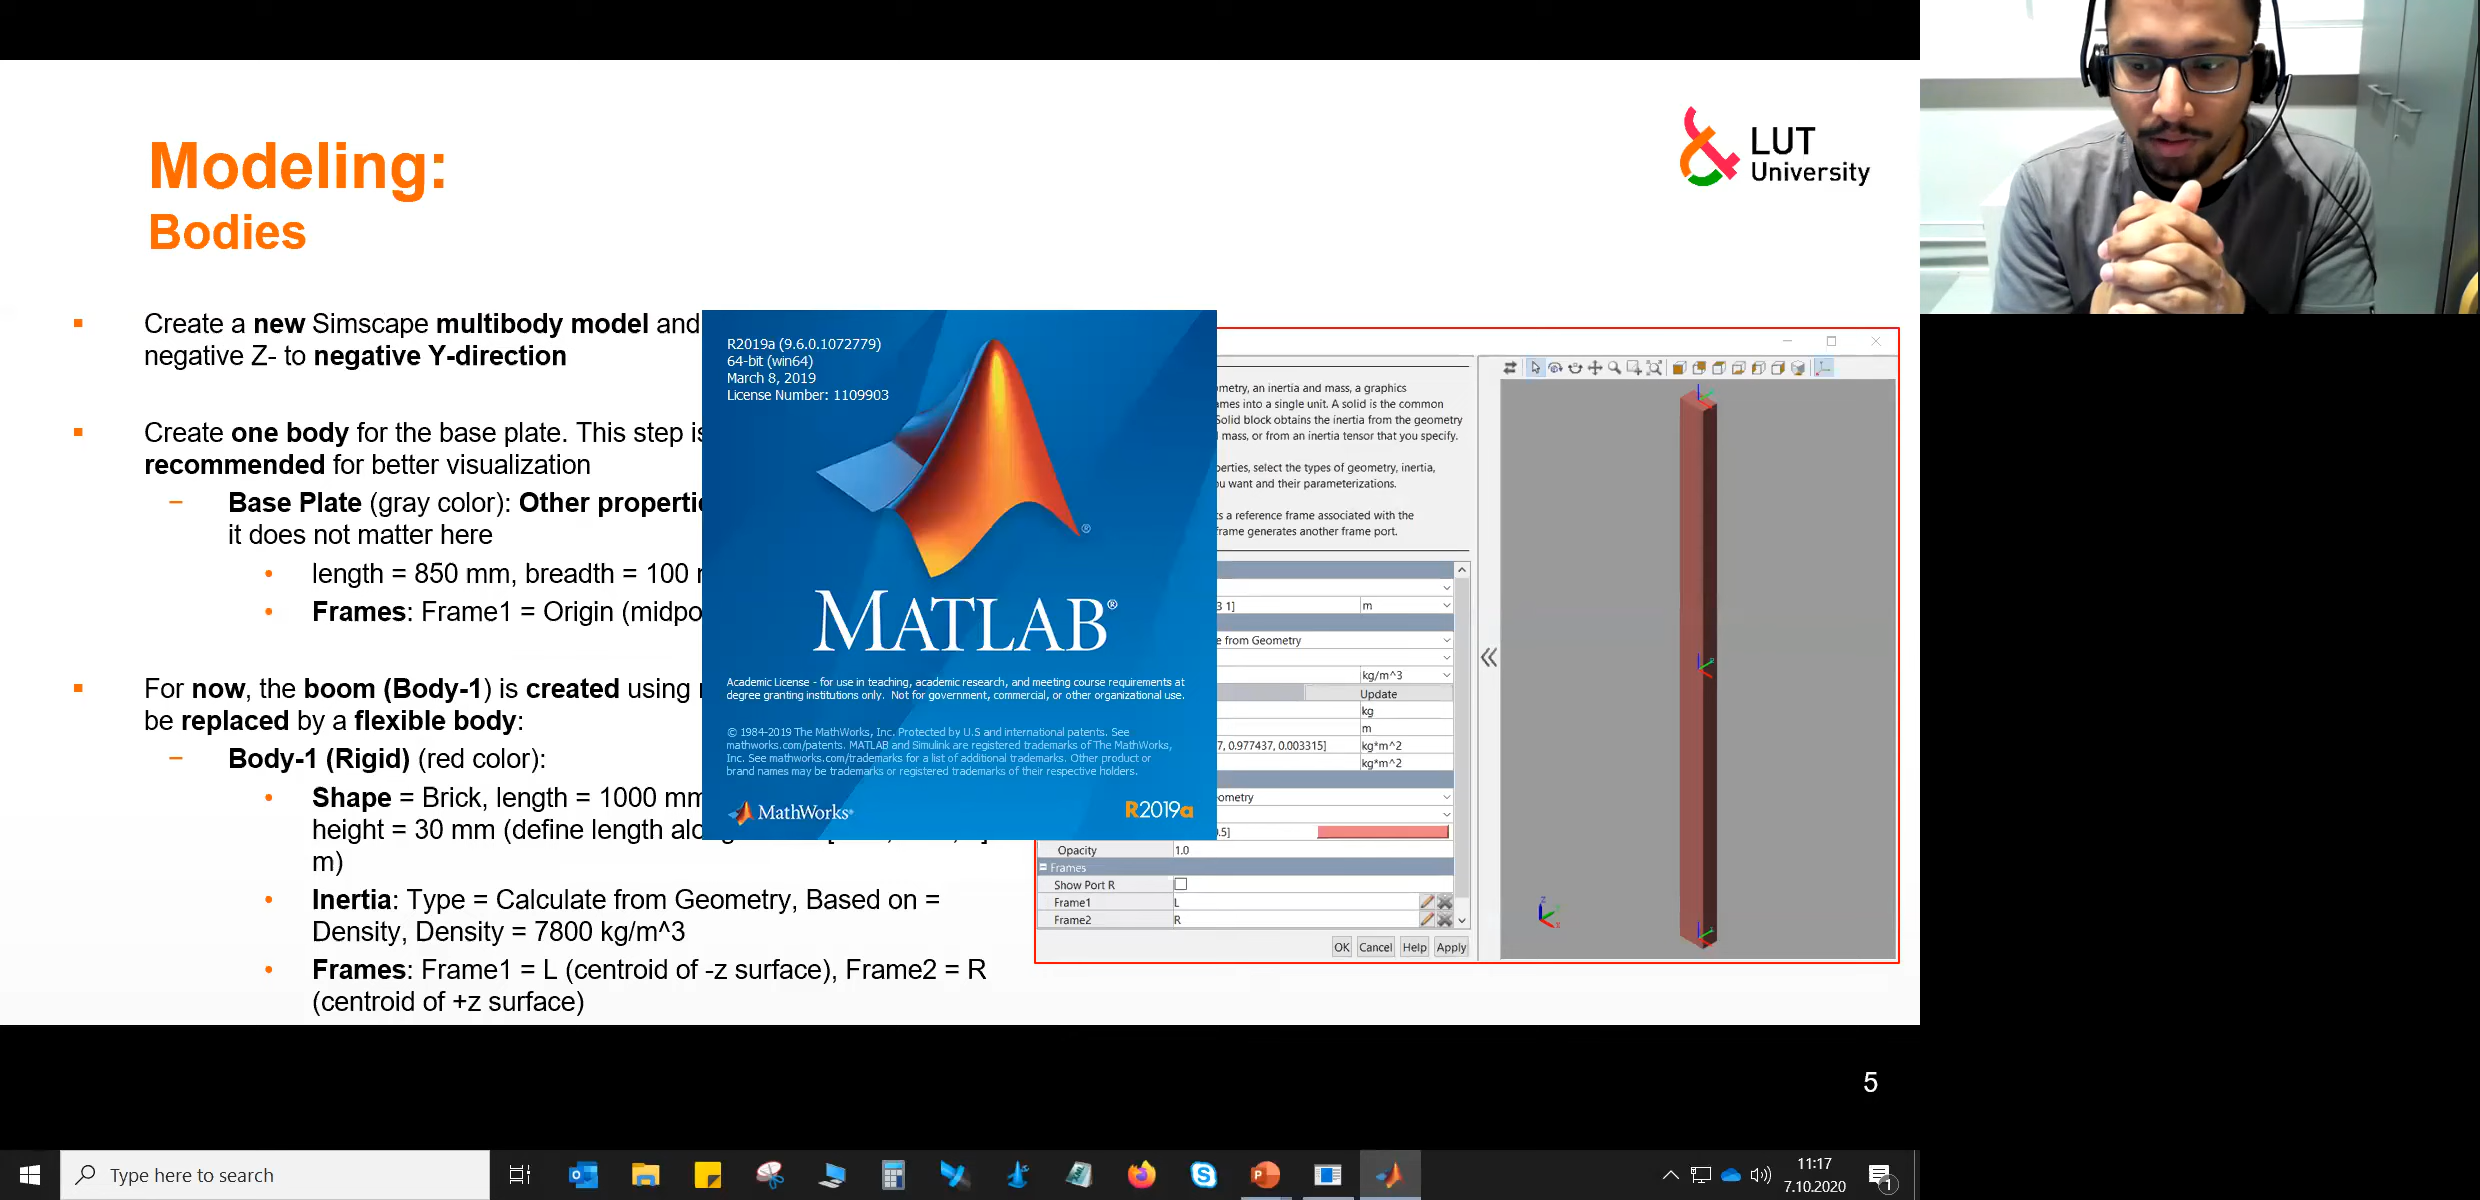 LUT
University
Modeling:
Bodies
Create a new Simscape multibody model and
negative Z- to negative Y-direction
Create one body for the base plate. This step is
recommended for better visualization
Base Plate (gray color): Other
it does not matter here
length = 850 mm, breadth = 100
Frames: Frame1 = Origin
For now, the boom (Body-1) is created using
be replaced by a flexible body:
Body-1 (Rigid) (red color):
Shape = Brick, length = 1000
height = 30 mm (define length
m)
Inertia: Type = Calculate from Geometry, Based on =
Density, Density = 7800 kg/m^3
Frames: Frame1 = L (centroid of -z surface), Frame2 = R
(centroid of +z surface)
R2019a (9.6.0.1072779)
64-bit (win64)
March 8, 2019
License Number: 1109903
MATLAB®
Academic License - for use in teaching, academic research, and meeting course requirements at
degree granting institutions only. Not for government, commercial, or other organizational use.
© 1984-2019 The MathWorks, Inc. Protected by U.S and international patents. See
mathworks.com/patents. MATLAB and Simulink are registered trademarks of The MathWorks,
Inc. See mathworks.com/trademarks for a list of additional trademarks. Other product or
brand names may be trademarks or registered trademarks of their respective holders.
MathWorks®
R2019a
an inertia and mass, a graphics
into a single unit. A solid is the common
Solid block obtains the inertia from the geometry
mass, or from an inertia tensor that you specify.
select the types of geometry, inertia,
want and their parameterizations.
a reference frame associated with the
frame generates another frame port.
1] m
from Geometry
kg/m^3
Update
kg
m
0.977437, 0.003315] kg*m^2
kg*m^2
Opacity 1.0
Frames
Show Port R
Frame1 L
Frame2 R
OK Cancel Help Apply
5
Type here to search
11:17
7.10.2020
1